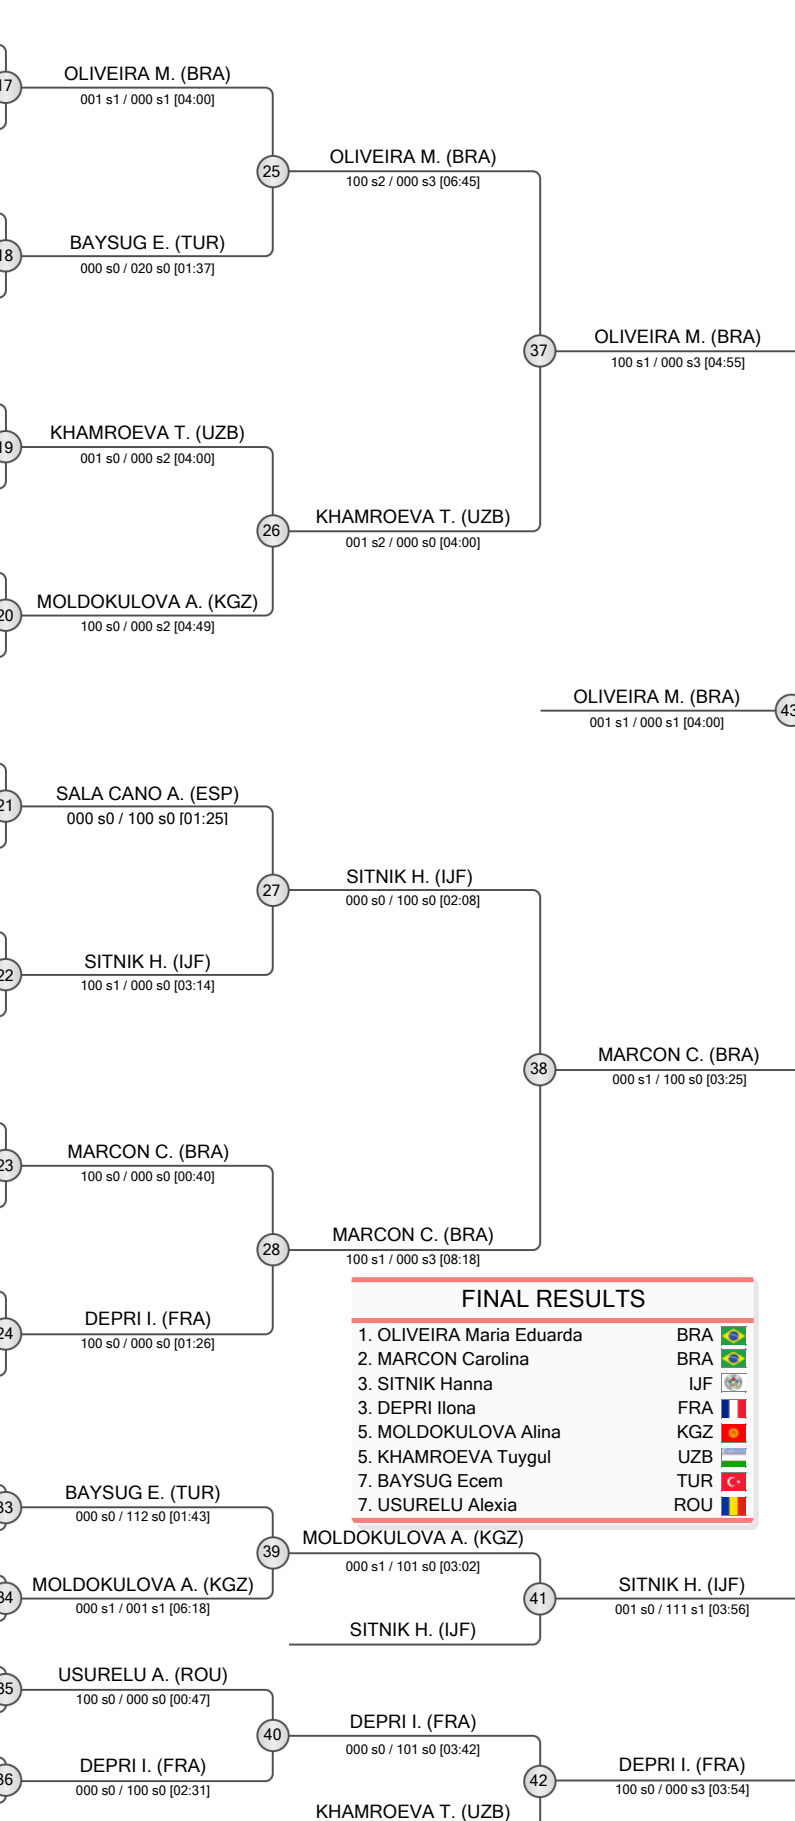 OLIVEIRA M. (BRA)
17
001 s1 / 000 s1 [04:00]
OLIVEIRA M. (BRA)
25
100 s2 / 000 s3 [06:45]
BAYSUG E. (TUR)
18
000 s0 / 020 s0 [01:37]
OLIVEIRA M. (BRA)
37
100 s1 / 000 s3 [04:55]
KHAMROEVA T. (UZB)
19
001 s0 / 000 s2 [04:00]
KHAMROEVA T. (UZB)
26
001 s2 / 000 s0 [04:00]
MOLDOKULOVA A. (KGZ)
20
100 s0 / 000 s2 [04:49]
OLIVEIRA M. (BRA)
43
001 s1 / 000 s1 [04:00]
SALA CANO A. (ESP)
21
000 s0 / 100 s0 [01:25]
SITNIK H. (IJF)
27
000 s0 / 100 s0 [02:08]
SITNIK H. (IJF)
22
100 s1 / 000 s0 [03:14]
MARCON C. (BRA)
38
000 s1 / 100 s0 [03:25]
MARCON C. (BRA)
23
100 s0 / 000 s0 [00:40]
MARCON C. (BRA)
28
100 s1 / 000 s3 [08:18]
DEPRI I. (FRA)
24
100 s0 / 000 s0 [01:26]
FINAL RESULTS
1. OLIVEIRA Maria Eduarda BRA
2. MARCON Carolina BRA
3. SITNIK Hanna IJF
3. DEPRI Ilona FRA
5. MOLDOKULOVA Alina KGZ
5. KHAMROEVA Tuygul UZB
7. BAYSUG Ecem TUR
7. USURELU Alexia ROU
BAYSUG E. (TUR)
33
000 s0 / 112 s0 [01:43]
MOLDOKULOVA A. (KGZ)
39
000 s1 / 101 s0 [03:02]
MOLDOKULOVA A. (KGZ)
34
000 s1 / 001 s1 [06:18]
SITNIK H. (IJF)
41
001 s0 / 111 s1 [03:56]
SITNIK H. (IJF)
USURELU A. (ROU)
35
100 s0 / 000 s0 [00:47]
DEPRI I. (FRA)
40
000 s0 / 101 s0 [03:42]
DEPRI I. (FRA)
36
000 s0 / 100 s0 [02:31]
DEPRI I. (FRA)
42
100 s0 / 000 s3 [03:54]
KHAMROEVA T. (UZB)